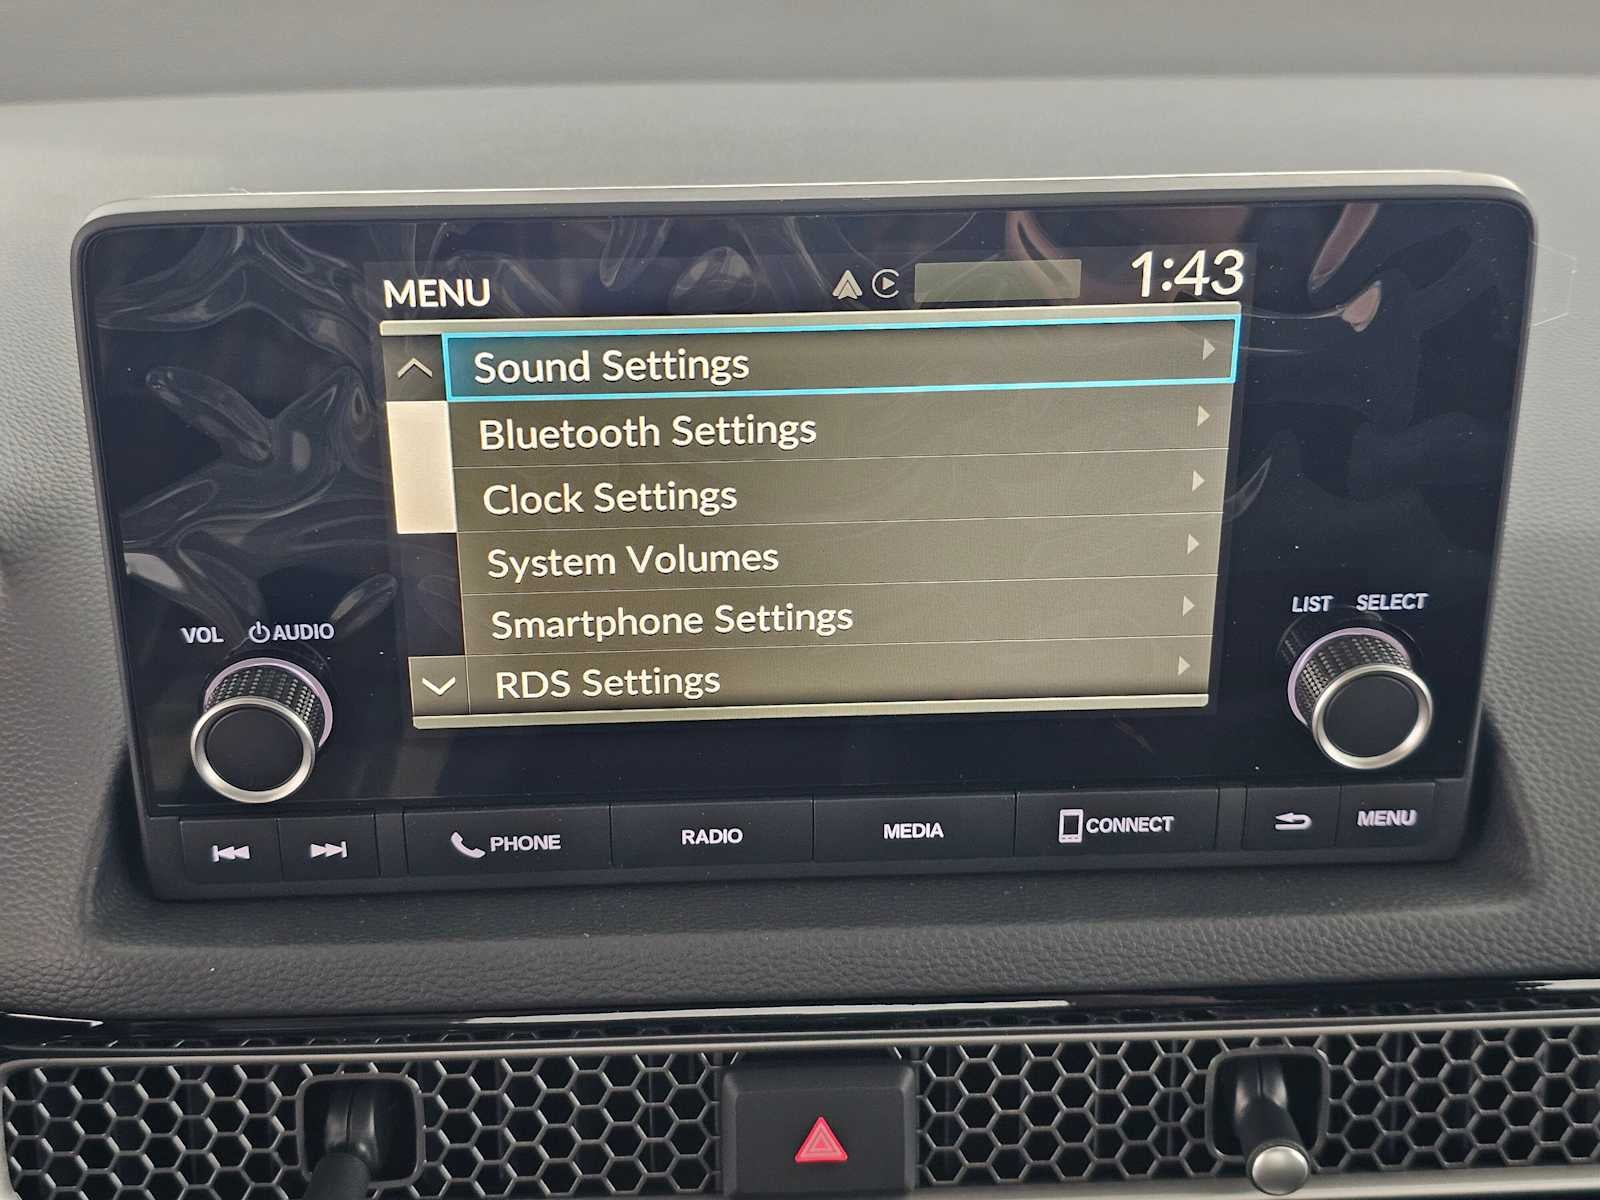 MENU 1:43
Sound Settings
Bluetooth Settings
Clock Settings
System Volumes
Smartphone Settings
RDS Settings
VOL AUDIO
LIST SELECT
PHONE RADIO MEDIA CONNECT MENU